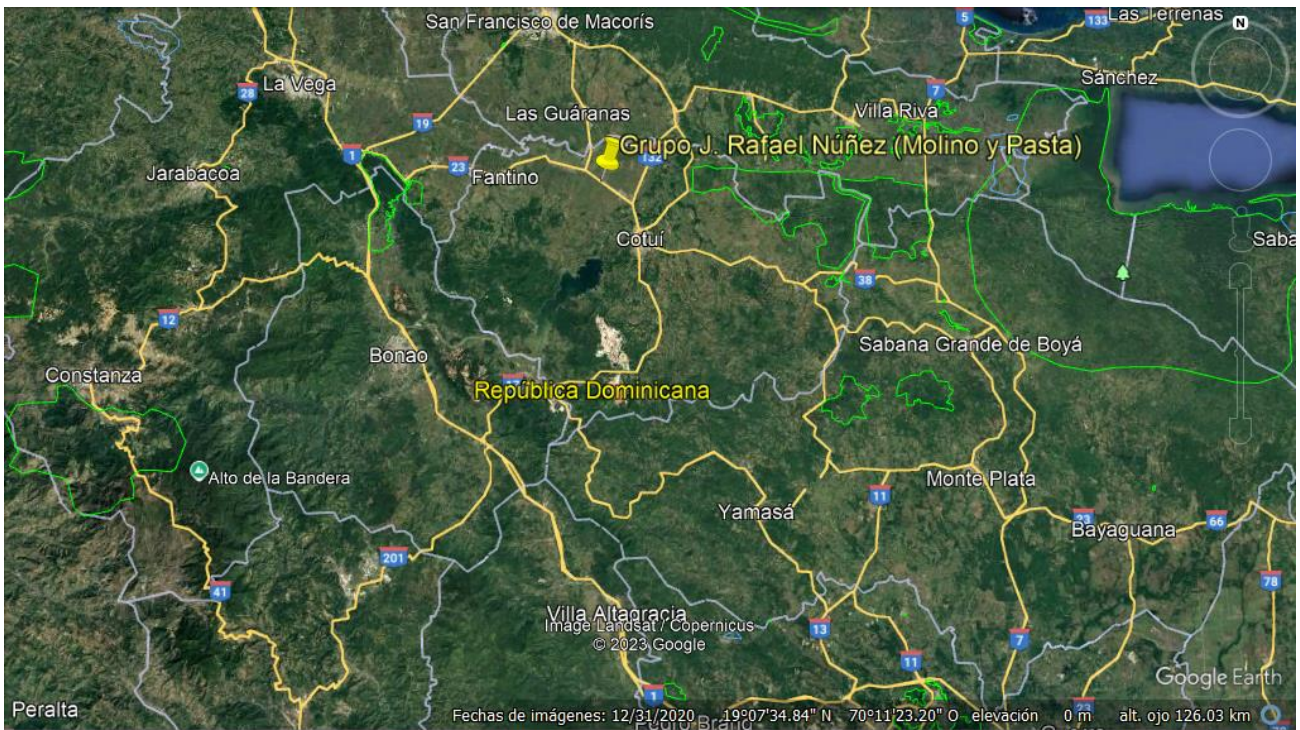 San Francisco de Macorís
5
133
Las Terrenas
N
La Vega
28
Sánchez
7
Las Guáranas
Villa Riva
19
1
Grupo J. Rafael Núñez (Molino y Pasta)
132
23
Jarabacoa
Fantino
Cotuí
Saba
38
12
Bonao
Sabana Grande de Boyá
Constanza
17
República Dominicana
Alto de la Bandera
Monte Plata
11
Yamasá
23
66
Bayaguana
201
78
41
Villa Altagracia
Image Landsat / Copernicus
13
7
© 2023 Google
11
Google Earth
1
23
Peralta
Fechas de imágenes: 12/31/2020 19°07'34.84" N 70°11'23.20" O elevación 0 m alt. ojo 126.03 km
Pedro Brand